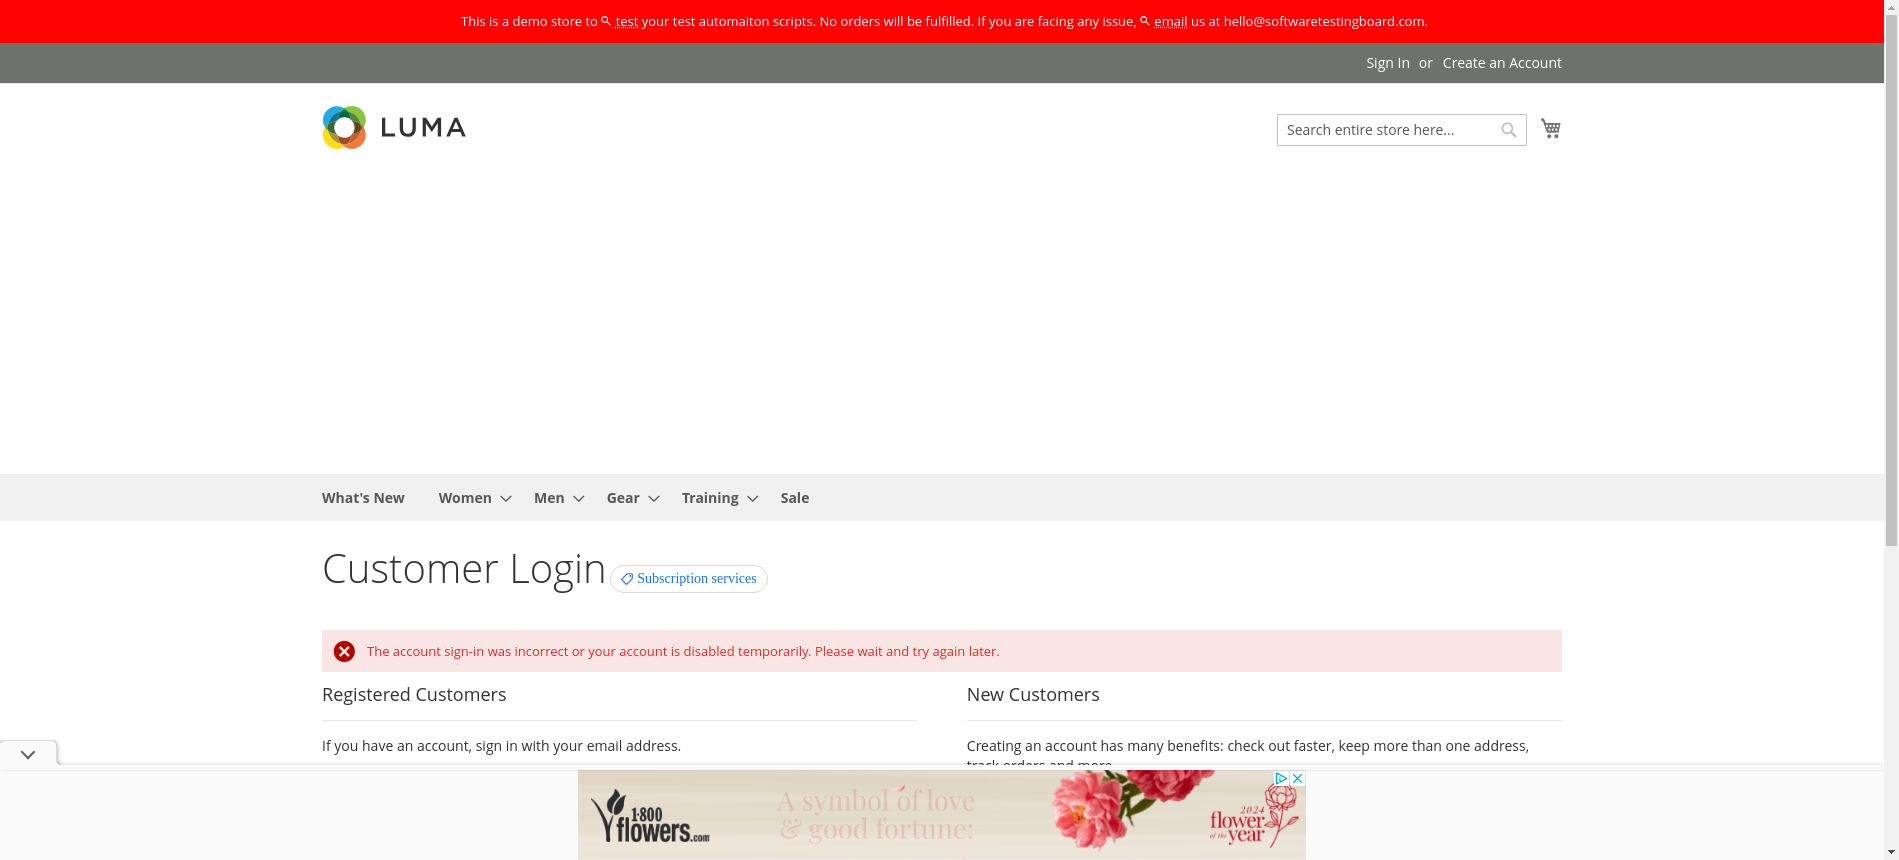 This is a demo store to test your test automaiton scripts. No orders will be fulfilled. If you are facing any issue, email us at hello@softwaretestingboard.com.
Sign In or Create an Account
LUMA
Search entire store here...
What's New Women Men Gear Training Sale
Customer Login Subscription services
The account sign-in was incorrect or your account is disabled temporarily. Please wait and try again later.
Registered Customers
New Customers
If you have an account, sign in with your email address.
Creating an account has many benefits: check out faster, keep more than one address,
track orders and more.
1·800
flowers.com
A symbol of love
& good fortune:
2024
flower
of the year